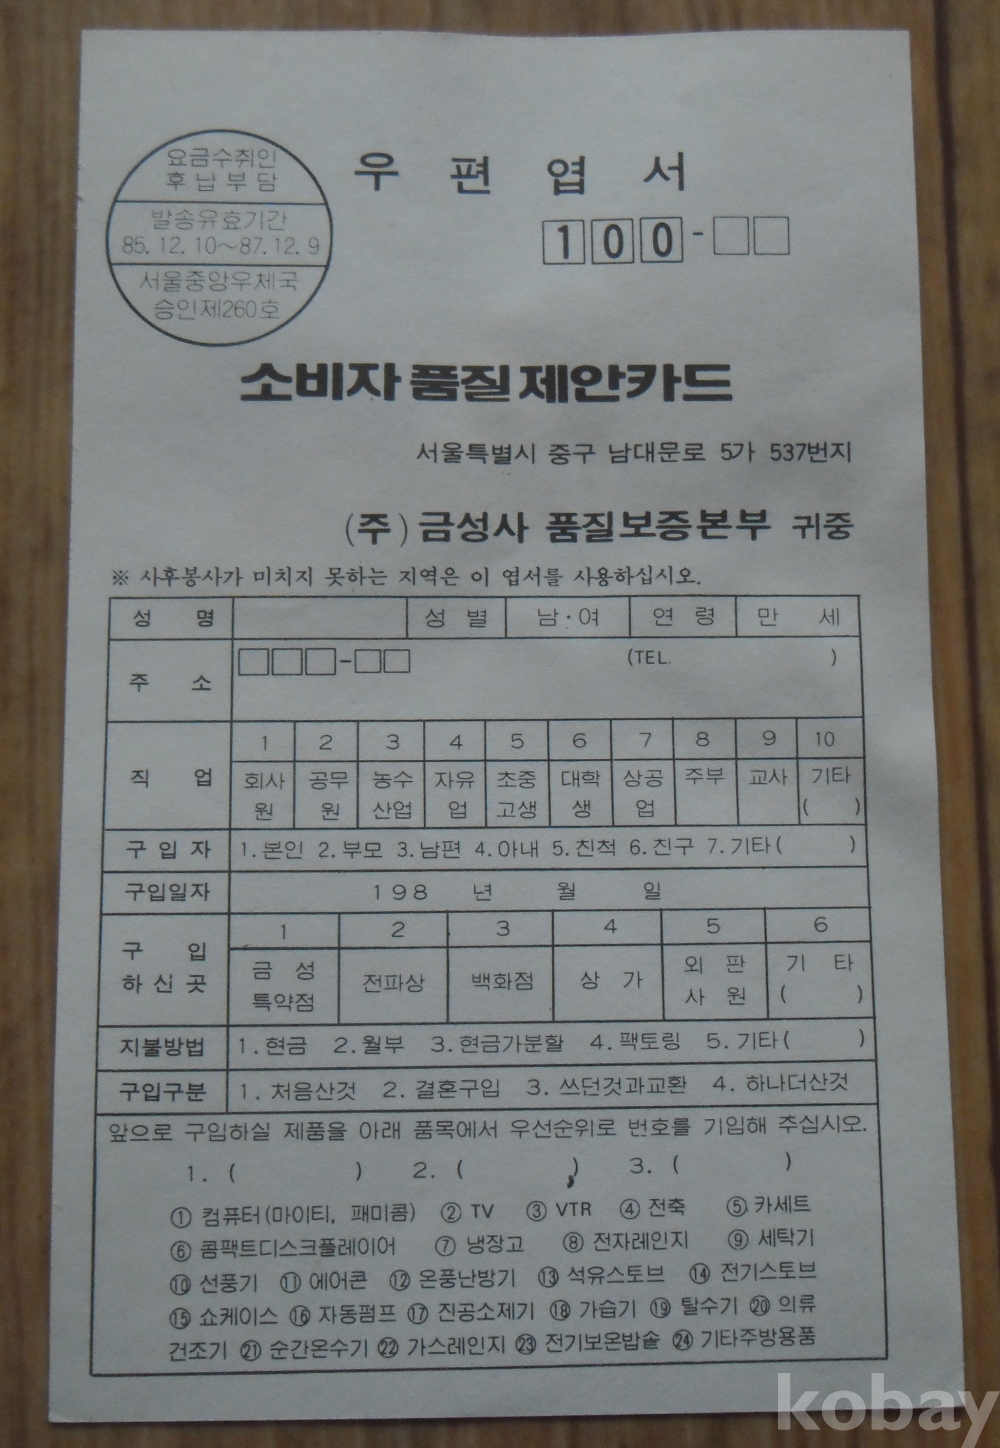 요금수취인
후납부담
발송유효기간
85. 12. 10~87. 12. 9
서울중앙우체국
승인제260호
우 편 엽 서
100-□□
소비자 품질 제안카드
서울특별시 중구 남대문로 5가 537번지
(주) 금성사 품질보증본부 귀중
※ 사후봉사가 미치지 못하는 지역은 이 엽서를 사용하십시오.
성 명 성 별 남·여 연 령 만 세
주 소 □□□-□□ (TEL. )
직 업
1 2 3 4 5 6 7 8 9 10
회사원 공무원 농수산업 자유업 초중고생 대학생 상공업 주부 교사 기타( )
구 입 자 1. 본인 2. 부모 3. 남편 4. 아내 5. 친척 6. 친구 7. 기타( )
구입일자 198 년 월 일
구 입 하 신 곳
1 2 3 4 5 6
금 성 특약점 전파상 백화점 상 가 외 판 사 원 기 타 ( )
지불방법 1. 현금 2. 월부 3. 현금가분할 4. 팩토링 5. 기타( )
구입구분 1. 처음산것 2. 결혼구입 3. 쓰던것과교환 4. 하나더산것
앞으로 구입하실 제품을 아래 품목에서 우선순위로 번호를 기입해 주십시오.
1. ( ) 2. ( ) 3. ( )
① 컴퓨터(마이티, 패미콤) ② TV ③ VTR ④ 전축 ⑤ 카세트
⑥ 콤팩트디스크플레이어 ⑦ 냉장고 ⑧ 전자레인지 ⑨ 세탁기
⑩ 선풍기 ⑪ 에어콘 ⑫ 온풍난방기 ⑬ 석유스토브 ⑭ 전기스토브
⑮ 쇼케이스 ⑯ 자동펌프 ⑰ 진공소제기 ⑱ 가습기 ⑲ 탈수기 ⑳ 의류
건조기 ㉑ 순간온수기 ㉒ 가스레인지 ㉓ 전기보온밥솥 ㉔ 기타주방용품
kobay